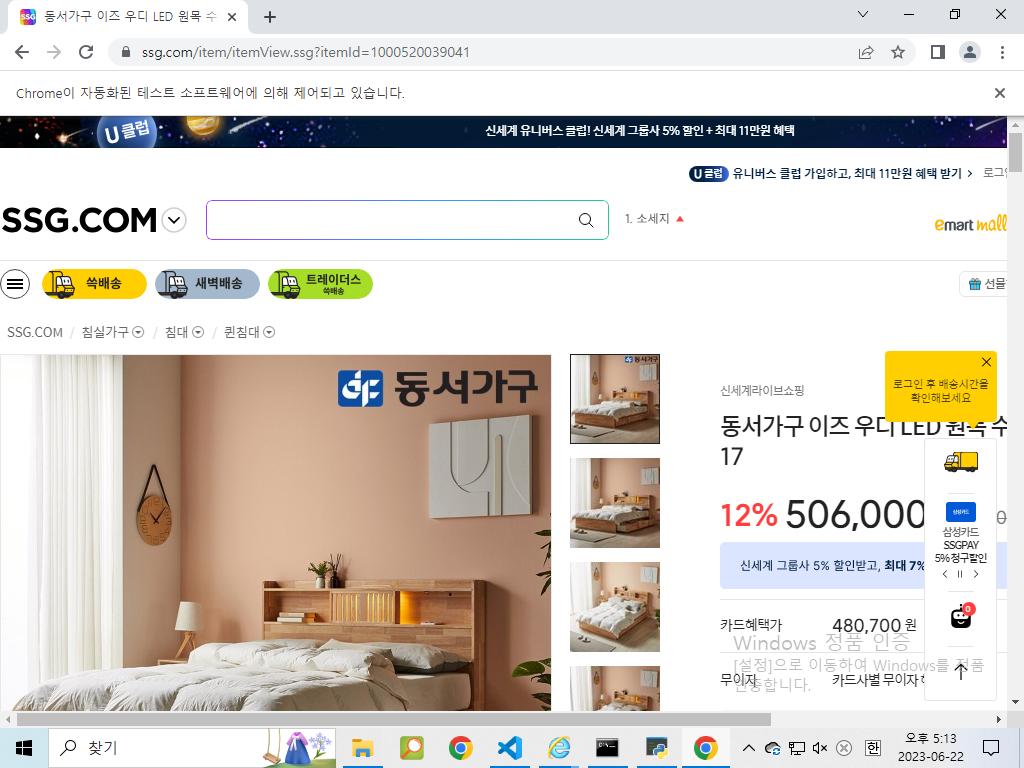 동서가구 이즈 우디 LED 원목 수
ssg.com/item/itemView.ssg?itemId=1000520039041
Chrome이 자동화된 테스트 소프트웨어에 의해 제어되고 있습니다.
U클럽
신세계 유니버스 클럽! 신세계 그룹사 5% 할인 + 최대 11만원 혜택
U클럽 유니버스 클럽 가입하고, 최대 11만원 혜택 받기 >
로그인
SSG.COM
1. 소세지
emart mall
쓱배송
새벽배송
트레이더스
쓱배송
선물
SSG.COM / 침실가구 / 침대 / 퀸침대
동서가구
로그인 후 배송시간을
확인해보세요
신세계라이브쇼핑
동서가구 이즈 우디 LED 원목 수
17
12% 506,000
삼성카드
삼성카드
SSGPAY
5% 청구할인
신세계 그룹사 5% 할인받고, 최대 7%
0
카드혜택가 480,700 원
Windows 정품 인증
[설정]으로 이동하여 Windows를 정품
인증합니다.
무이자 카드사별 무이자
찾기
오후 5:13
2023-06-22
한